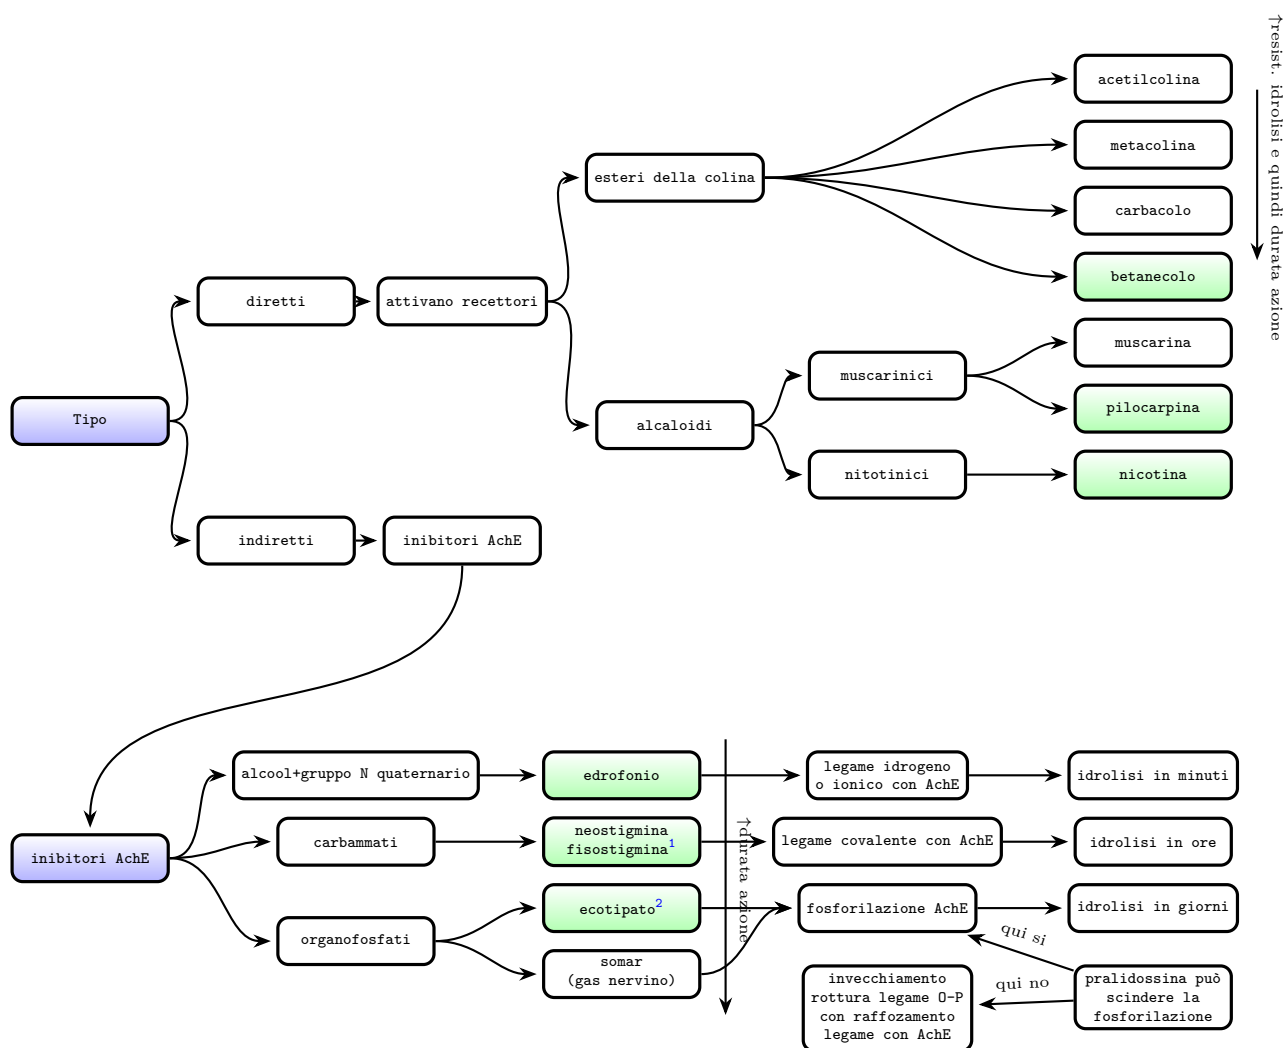 ↑resist. idrolisi e quindi durata azione
acetilcolina
metacolina
esteri della colina
carbacolo
betanecolo
diretti
attivano recettori
muscarina
muscarinici
pilocarpina
Tipo
alcaloidi
nitotinici
nicotina
indiretti
inibitori AchE
alcool+gruppo N quaternario
edrofonio
legame idrogeno
o ionico con AchE
idrolisi in minuti
↑durata azione
inibitori AchE
carbammati
neostigmina
fisostigmina1
legame covalente con AchE
idrolisi in ore
ecotipato2
fosforilazione AchE
idrolisi in giorni
organofosfati
qui si
somar
(gas nervino)
invecchiamento
rottura legame O-P
con raffozamento
legame con AchE
qui no
pralidossina può
scindere la
fosforilazione